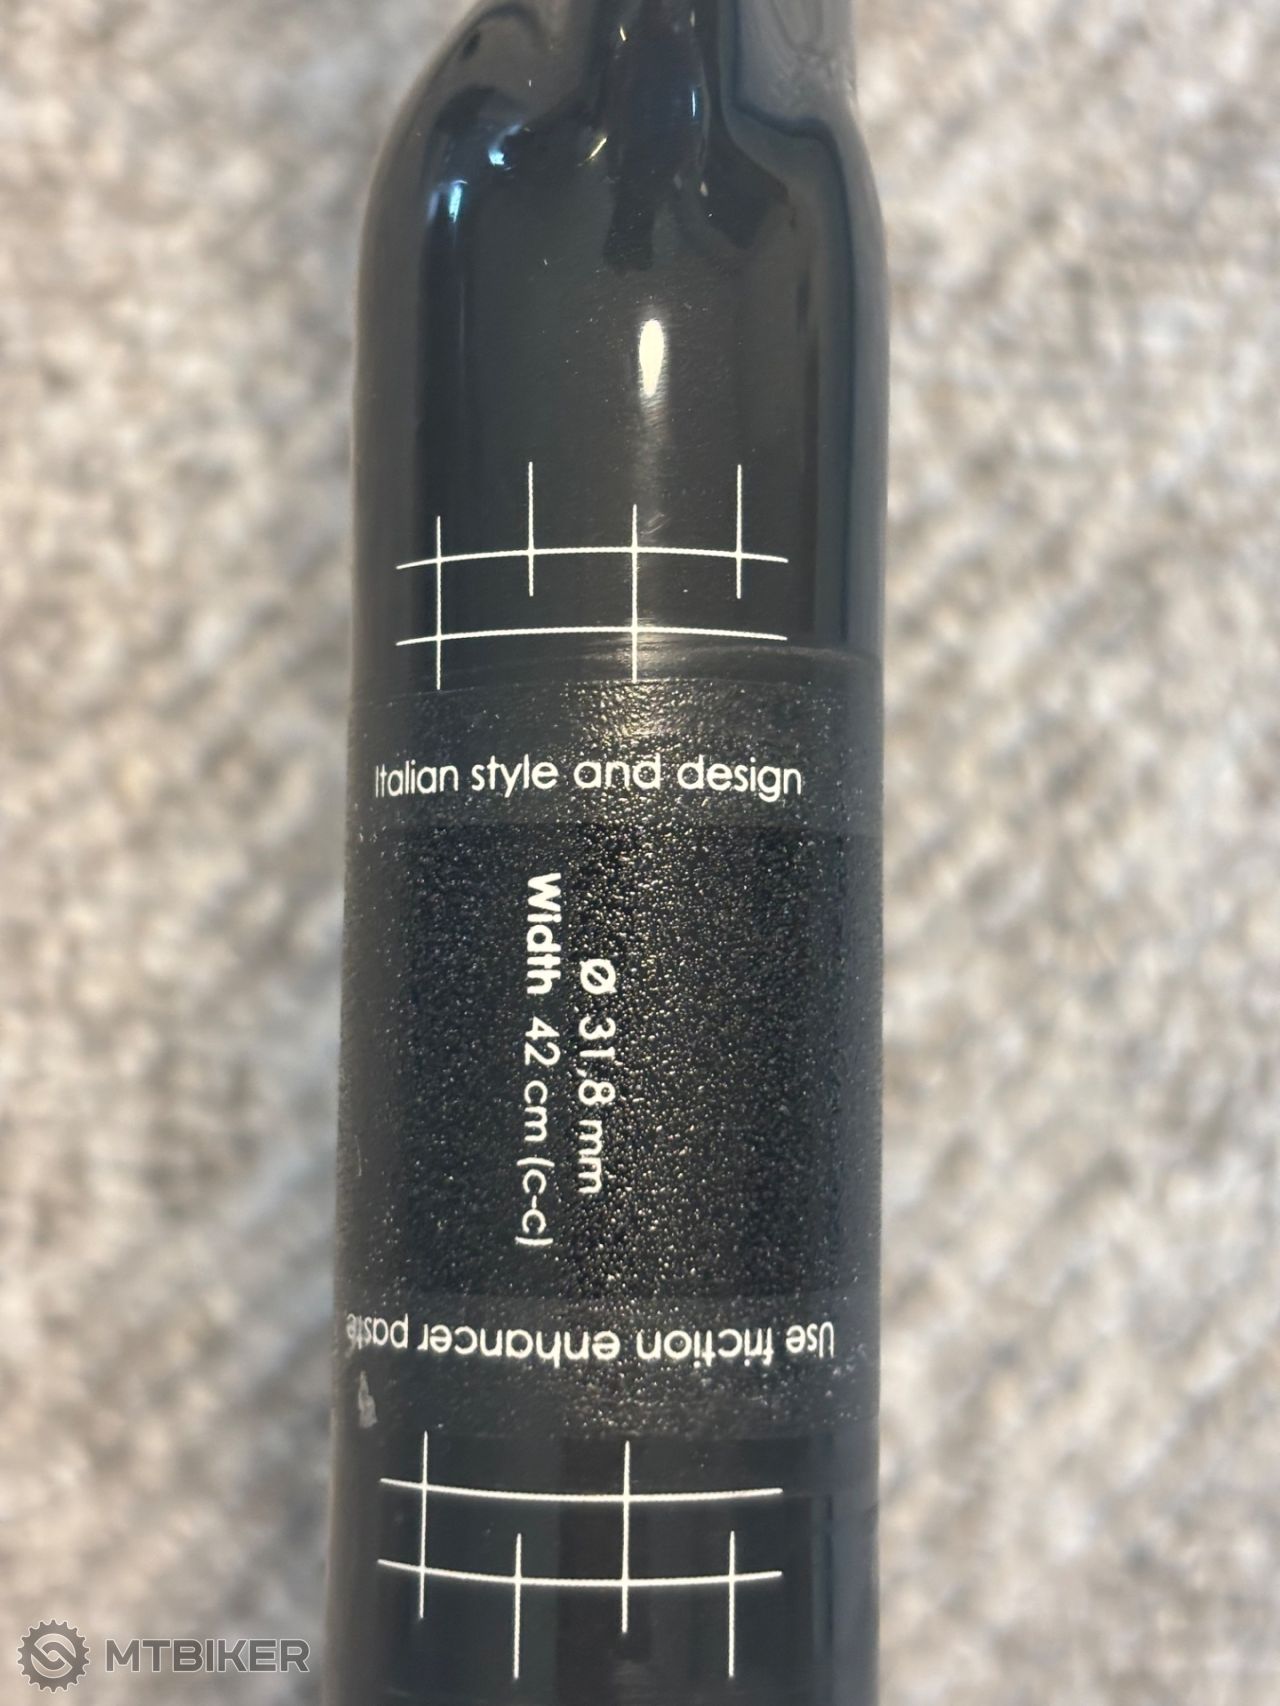 Italian style and design
Ø 31,8 mm
Width 42 cm (c-c)
Use friction enhancer paste
MTBIKER